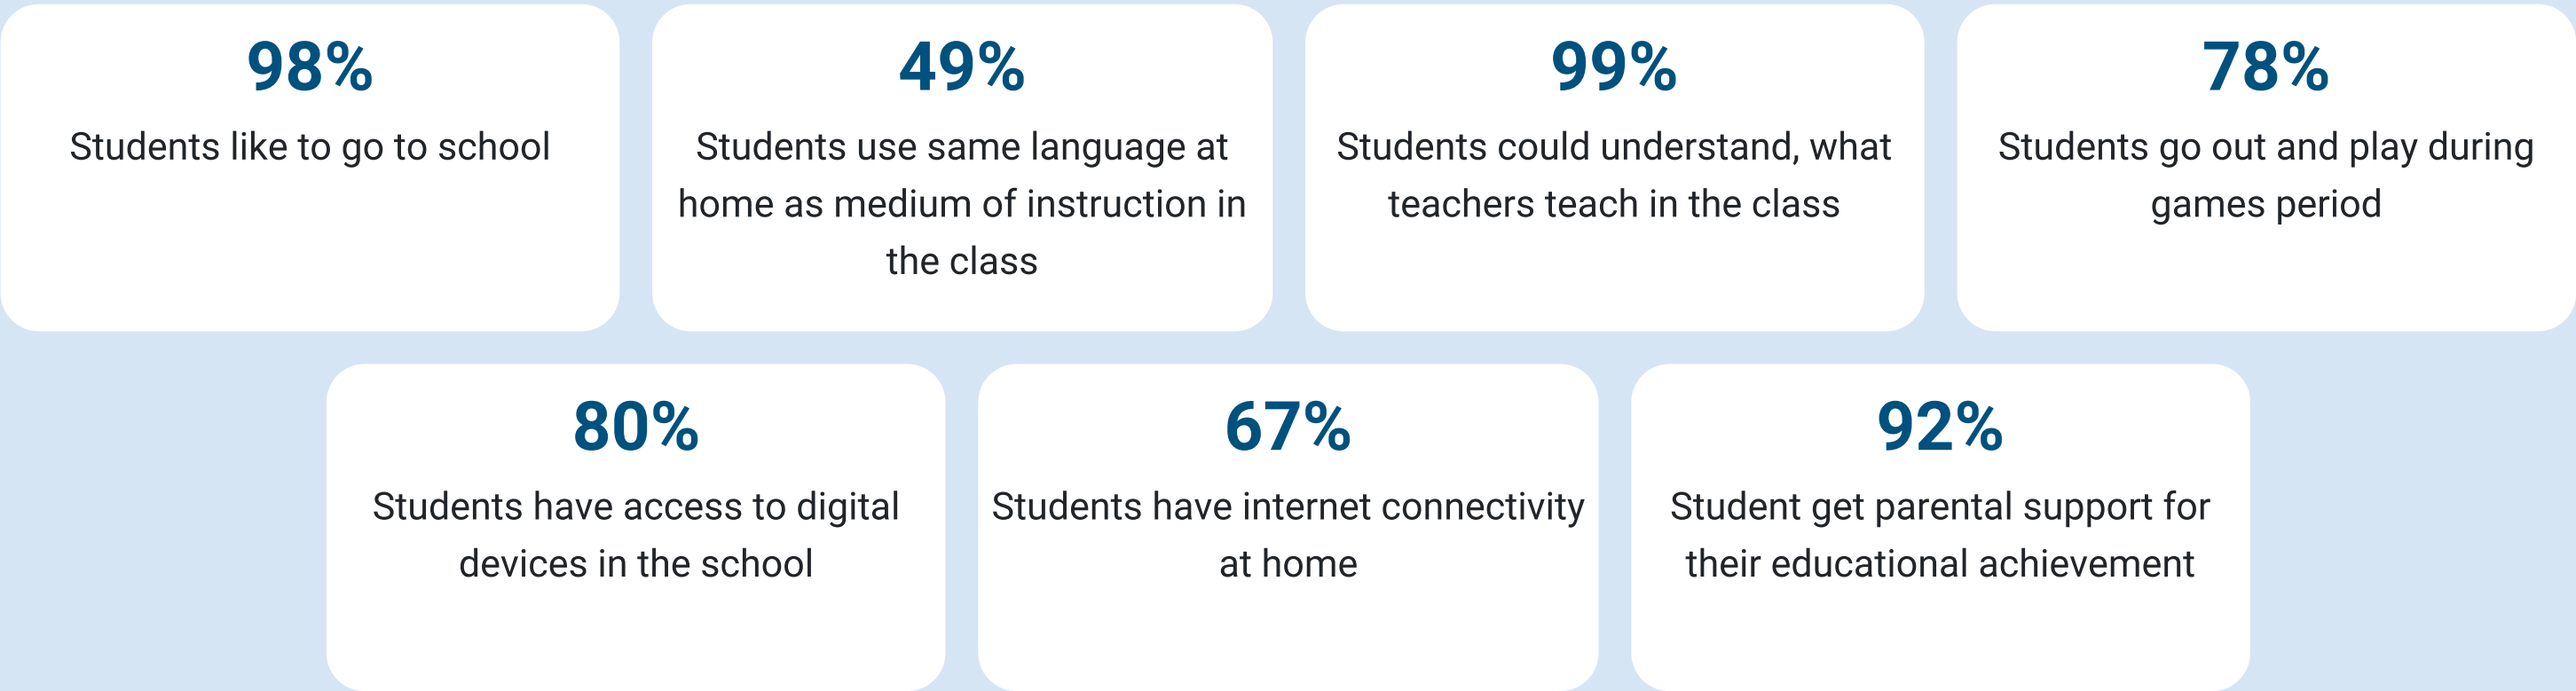 98%
Students like to go to school
49%
Students use same language at
home as medium of instruction in
the class
99%
Students could understand, what
teachers teach in the class
78%
Students go out and play during
games period
80%
Students have access to digital
devices in the school
67%
Students have internet connectivity
at home
92%
Student get parental support for
their educational achievement